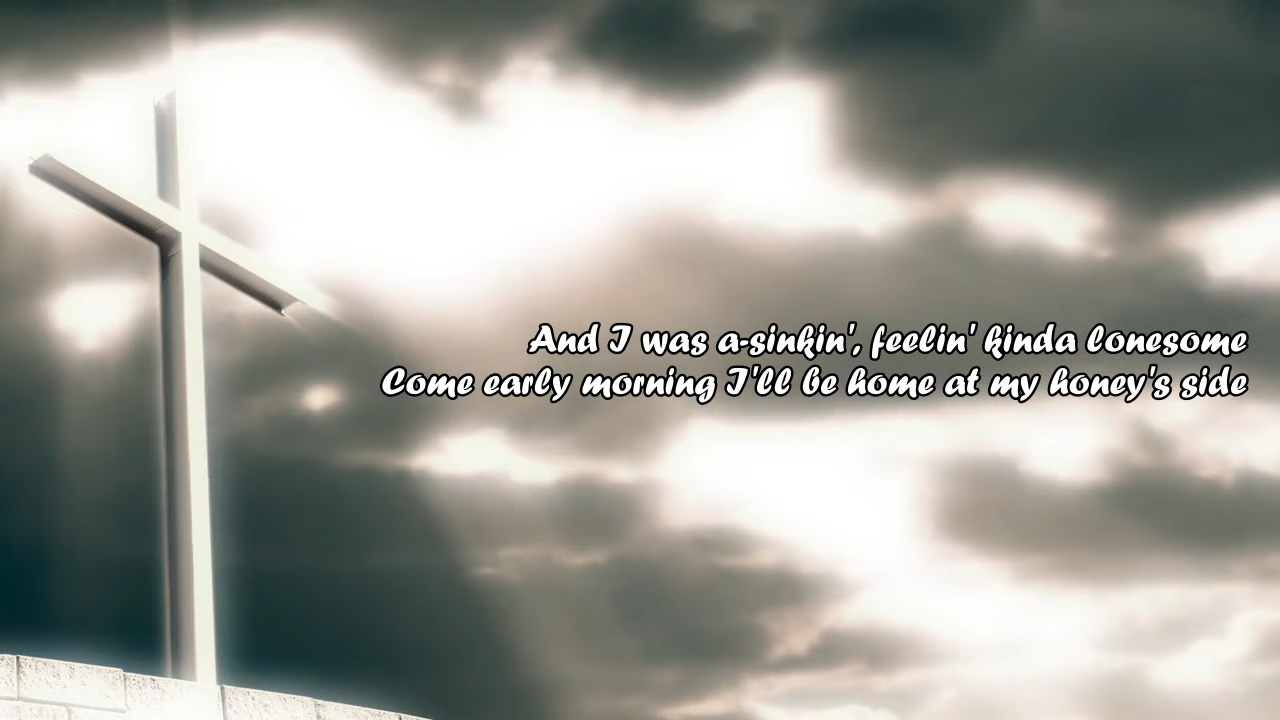 And I was a-sinkin', feelin' kinda lonesome
Come early morning I'll be home at my honey's side